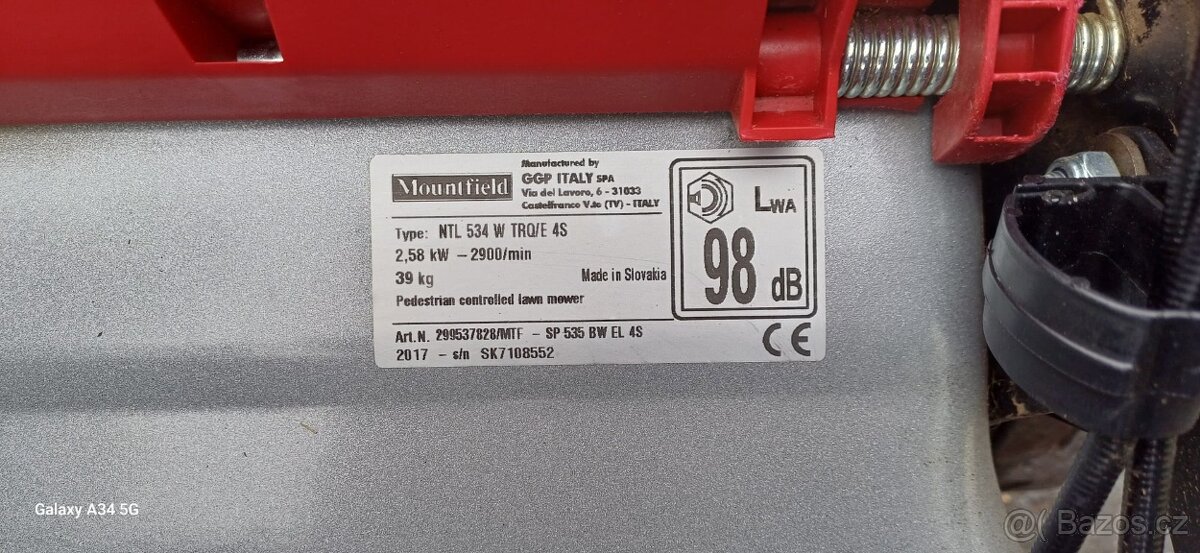 Mountfield
Manufactured by
GGP ITALY SPA
Via del Lavoro, 6 - 31033
Castelfranco V.to (TV) - ITALY
Type: NTL 534 W TRQ/E 4S
2,58 kW - 2900/min
39 kg
Made in Slovakia
Pedestrian controlled lawn mower
Art.N. 299537828/MTF - SP 535 BW EL 4S
2017 - s/n SK7108552
LWA
98 dB
CE
Galaxy A34 5G
@( Bazos.cz